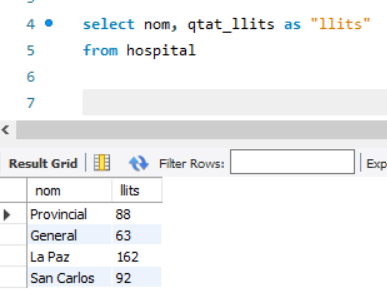 4 select nom, qtat_llits as "llits"
5 from hospital
6
7
Result Grid Filter Rows:
nom llits
Provincial 88
General 63
La Paz 162
San Carlos 92